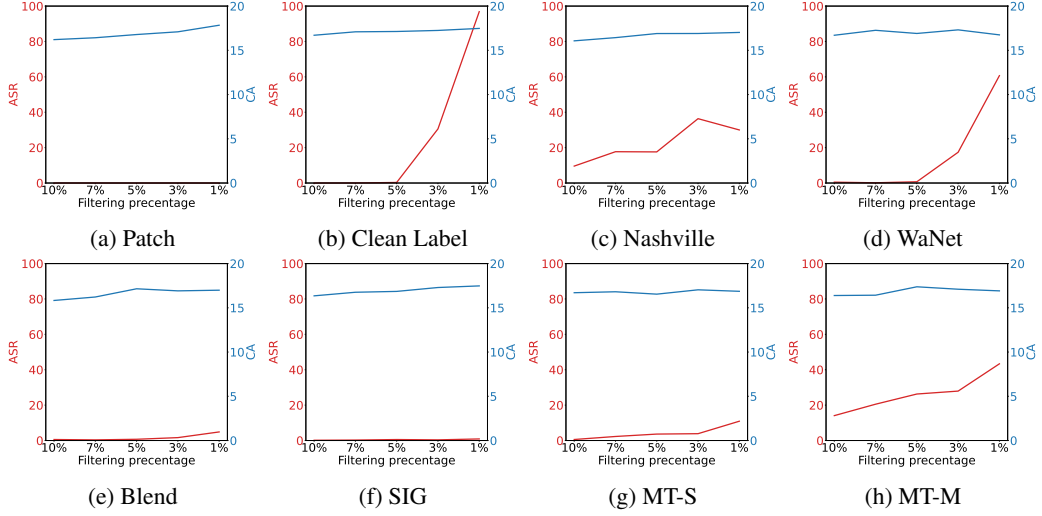 100
80
60
40
20
0
ASR
20
15
10
5
0
CA
10% 7% 5% 3% 1%
Filtering precentage
(a) Patch
100
80
60
40
20
0
ASR
20
15
10
5
0
CA
10% 7% 5% 3% 1%
Filtering precentage
(b) Clean Label
100
80
60
40
20
0
ASR
20
15
10
5
0
CA
10% 7% 5% 3% 1%
Filtering precentage
(c) Nashville
100
80
60
40
20
0
ASR
20
15
10
5
0
CA
10% 7% 5% 3% 1%
Filtering precentage
(d) WaNet
100
80
60
40
20
0
ASR
20
15
10
5
0
CA
10% 7% 5% 3% 1%
Filtering precentage
(e) Blend
100
80
60
40
20
0
ASR
20
15
10
5
0
CA
10% 7% 5% 3% 1%
Filtering precentage
(f) SIG
100
80
60
40
20
0
ASR
20
15
10
5
0
CA
10% 7% 5% 3% 1%
Filtering precentage
(g) MT-S
100
80
60
40
20
0
ASR
20
15
10
5
0
CA
10% 7% 5% 3% 1%
Filtering precentage
(h) MT-M